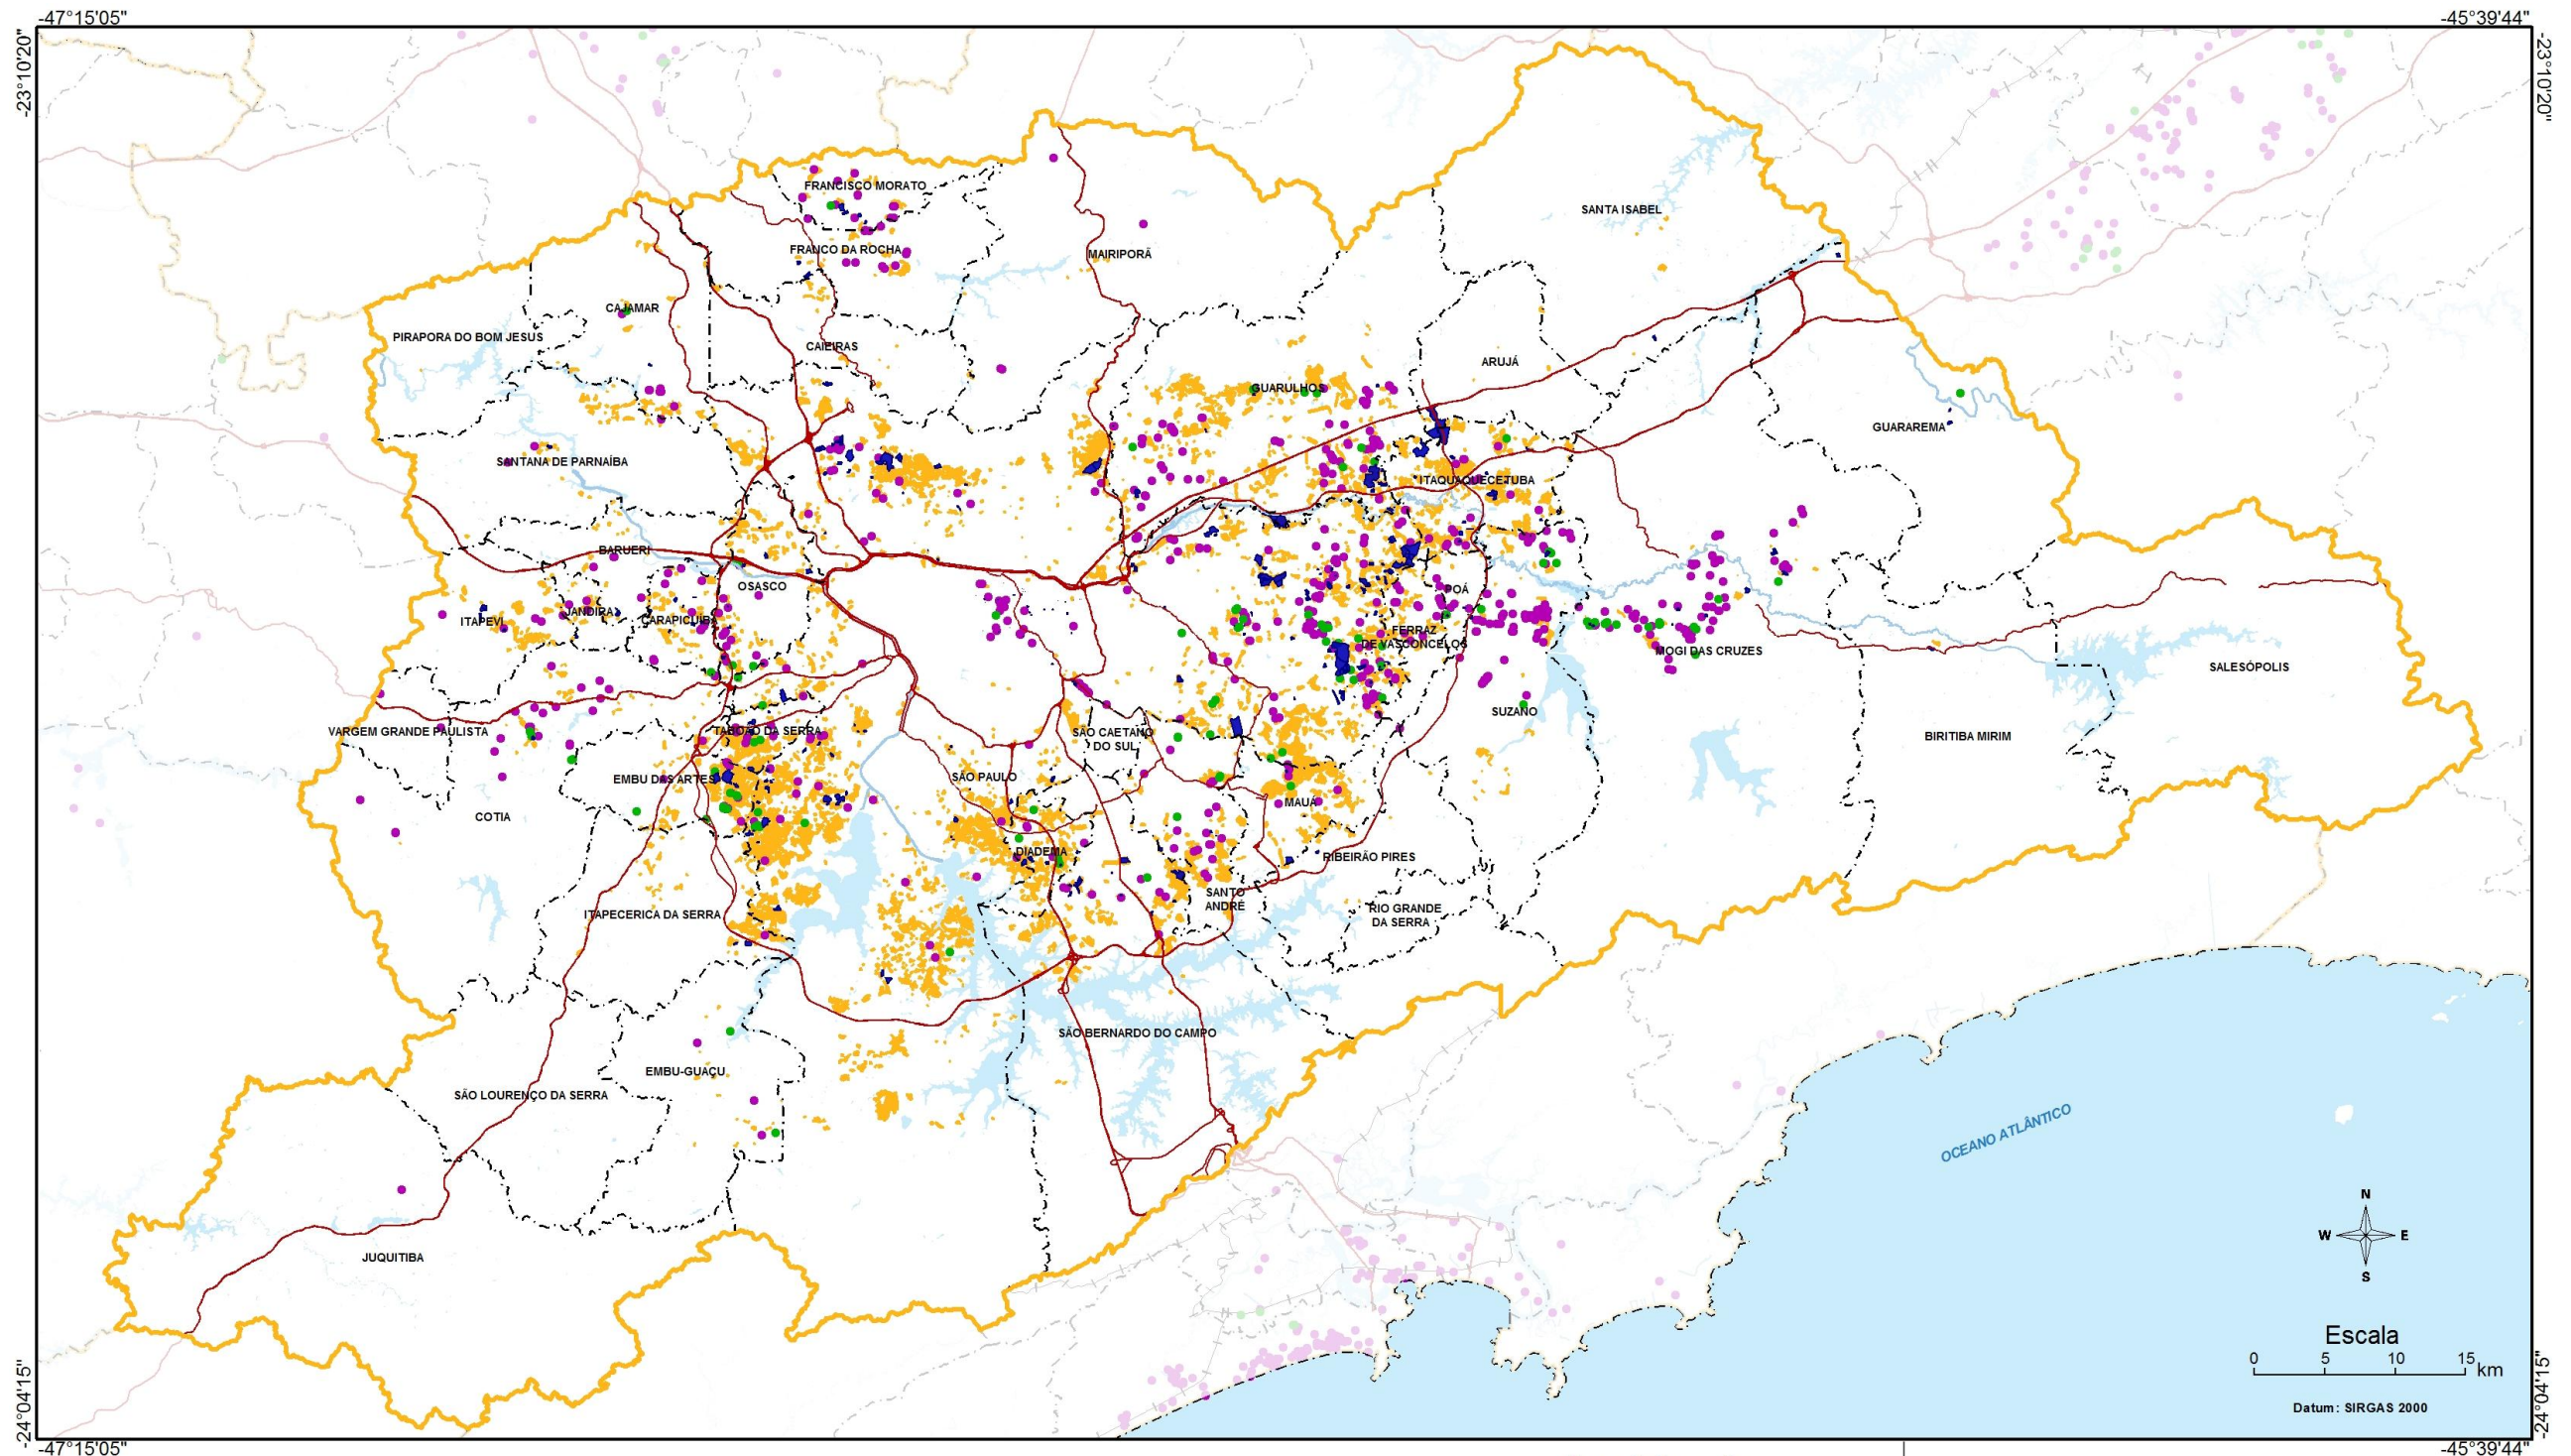 -47°15'05"
-45°39'44"
-23°10'20"
-23°10'20"
FRANCISCO MORATO
SANTA ISABEL
FRANCO DA ROCHA
MAIRIPORÃ
CAJAMAR
PIRAPORA DO BOM JESUS
CAIEIRAS
ARUJÁ
GUARULHOS
GUARAREMA
SANTANA DE PARNAÍBA
ITAQUAQUECETUBA
BARUERI
OSASCO
POÁ
JANDIRA
ITAPEVI
CARAPICUIBA
FERRAZ
DE VASCONCELOS
MOGI DAS CRUZES
SALESÓPOLIS
SUZANO
VARGEM GRANDE PAULISTA
TABOÃO DA SERRA
SÃO CAETANO
DO SUL
BIRITIBA MIRIM
EMBU DAS ARTES
SÃO PAULO
MAUÁ
COTIA
DIADEMA
RIBEIRÃO PIRES
SANTO
ANDRÉ
ITAPECERICA DA SERRA
RIO GRANDE
DA SERRA
SÃO BERNARDO DO CAMPO
EMBU-GUAÇU
SÃO LOURENÇO DA SERRA
OCEANO ATLÂNTICO
JUQUITIBA
N
W
E
S
Escala
0 5 10 15 km
Datum: SIRGAS 2000
-24°04'15"
-24°04'15"
-47°15'05"
-45°39'44"